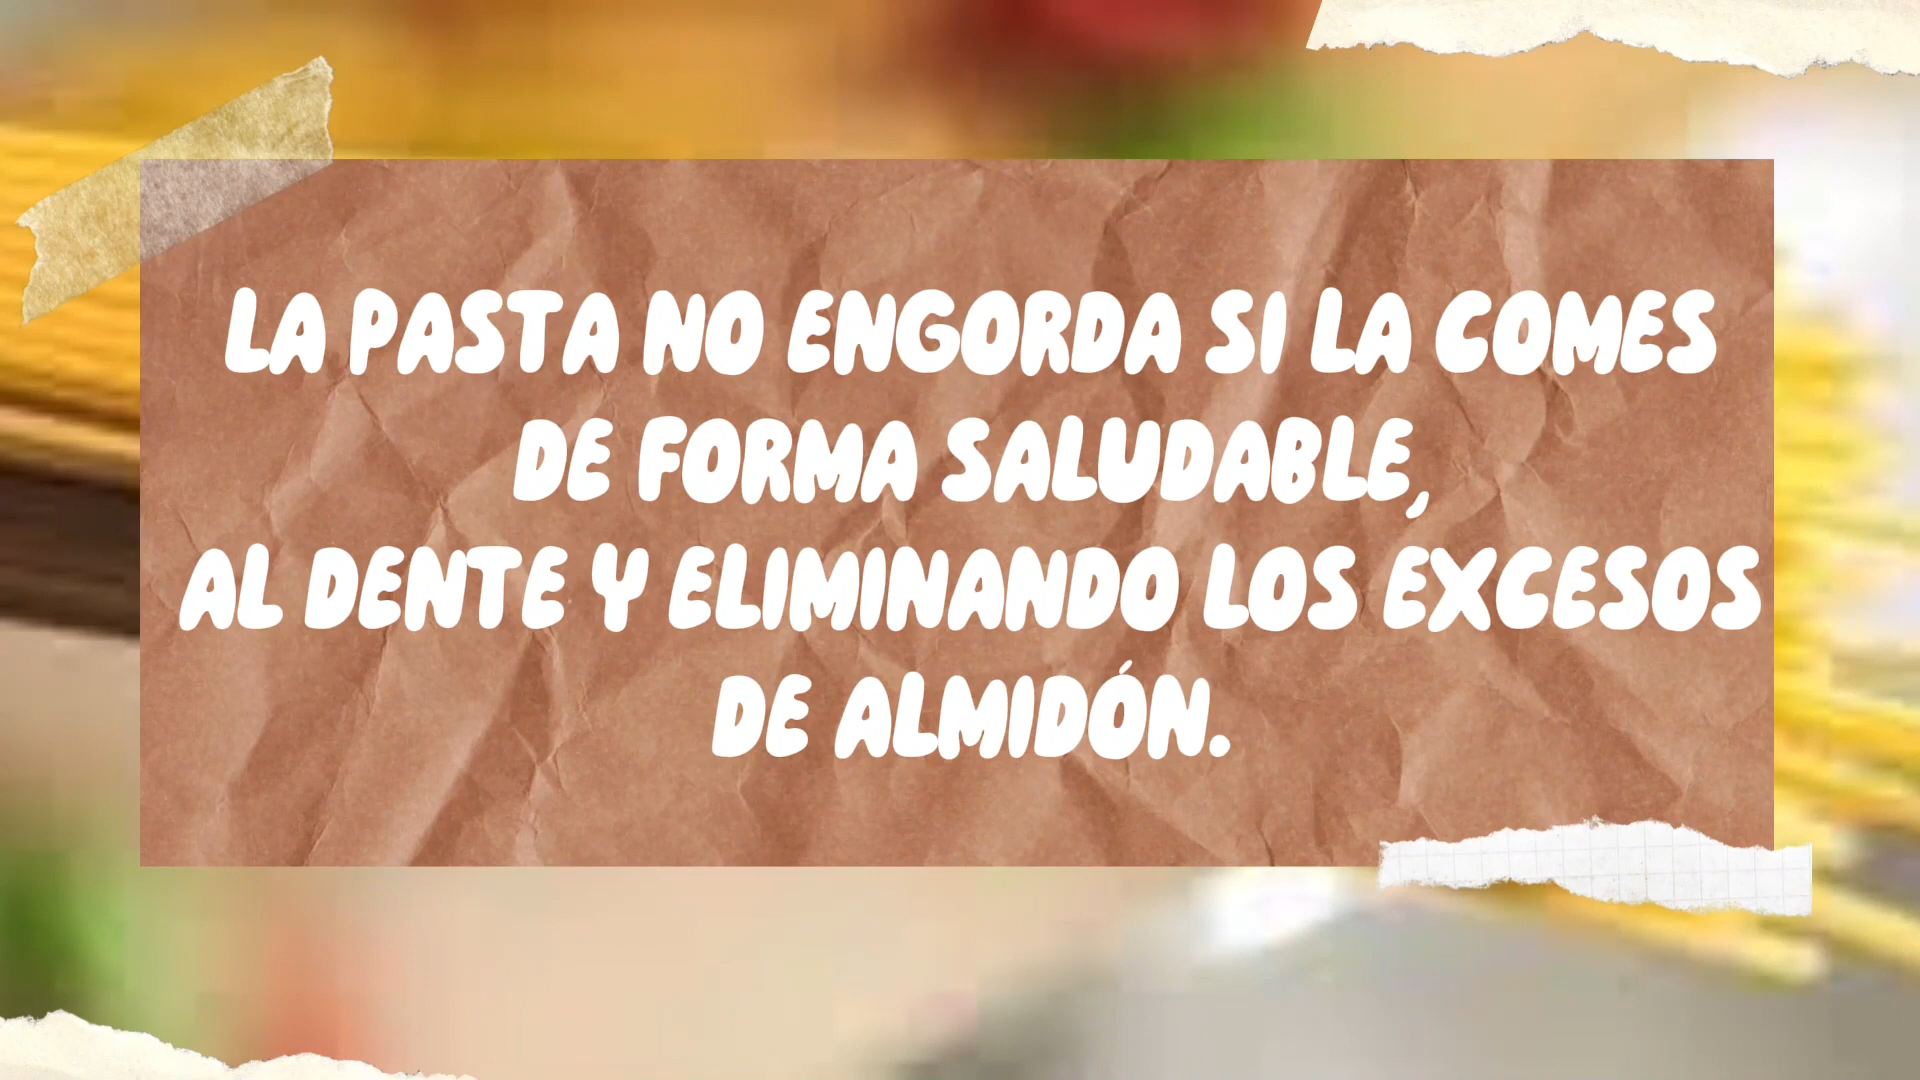 LA PASTA NO ENGORDA SI LA COMES
DE FORMA SALUDABLE,
AL DENTE Y ELIMINANDO LOS EXCESOS
DE ALMIDÓN.